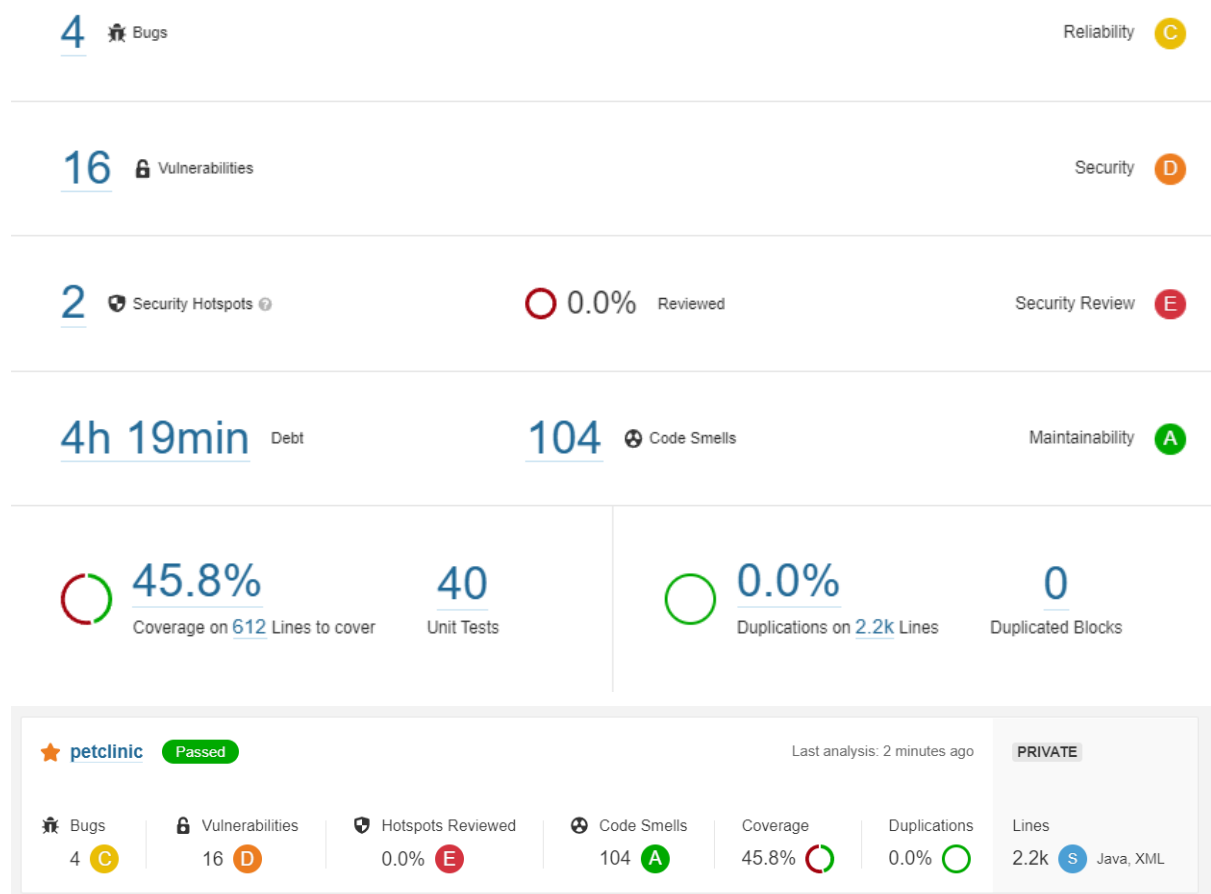 4 Bugs Reliability C
16 Vulnerabilities Security D
2 Security Hotspots ? 0.0% Reviewed Security Review E
4h 19min Debt 104 Code Smells Maintainability A
45.8% 40 0.0% 0
Coverage on 612 Lines to cover Unit Tests Duplications on 2.2k Lines Duplicated Blocks
petclinic Passed Last analysis: 2 minutes ago PRIVATE
Bugs Vulnerabilities Hotspots Reviewed Code Smells Coverage Duplications Lines
4 C 16 D 0.0% E 104 A 45.8% 0.0% 2.2k S Java, XML